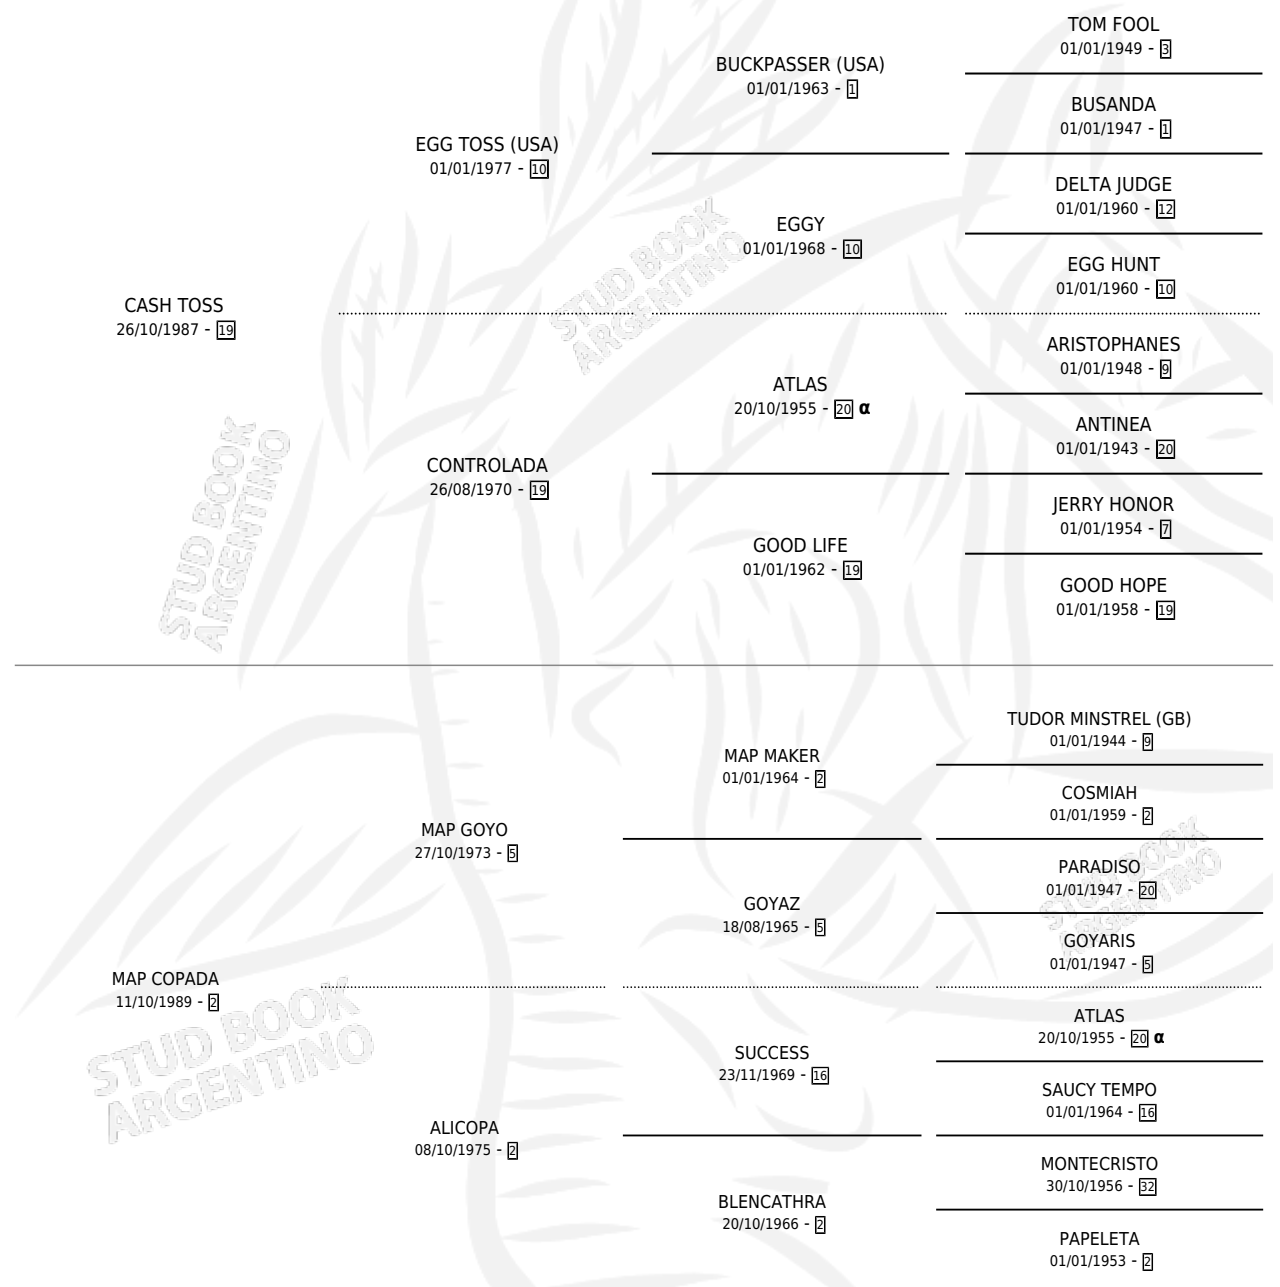 TOM FOOL
01/01/1949 - 3
BUCKPASSER (USA)
01/01/1963 - 1
BUSANDA
01/01/1947 - 1
EGG TOSS (USA)
01/01/1977 - 10
DELTA JUDGE
01/01/1960 - 12
EGGY
01/01/1968 - 10
EGG HUNT
01/01/1960 - 10
STUD BOOK
ARGENTINO
CASH TOSS
26/10/1987 - 19
ARISTOPHANES
01/01/1948 - 9
ATLAS
20/10/1955 - 20 α
ANTINEA
01/01/1943 - 20
CONTROLADA
26/08/1970 - 19
JERRY HONOR
01/01/1954 - 7
GOOD LIFE
01/01/1962 - 19
GOOD HOPE
01/01/1958 - 19
STUD BOOK
ARGENTINO
TUDOR MINSTREL (GB)
01/01/1944 - 9
MAP MAKER
01/01/1964 - 2
COSMIAH
01/01/1959 - 2
MAP GOYO
27/10/1973 - 5
PARADISO
01/01/1947 - 20
GOYAZ
18/08/1965 - 5
GOYARIS
01/01/1947 - 5
STUD BOOK
ARGENTINO
MAP COPADA
11/10/1989 - 2
ATLAS
20/10/1955 - 20 α
SUCCESS
23/11/1969 - 16
SAUCY TEMPO
01/01/1964 - 16
STUD BOOK
ARGENTINO
ALICOPA
08/10/1975 - 2
MONTECRISTO
30/10/1956 - 32
BLENCATHRA
20/10/1966 - 2
PAPELETA
01/01/1953 - 2